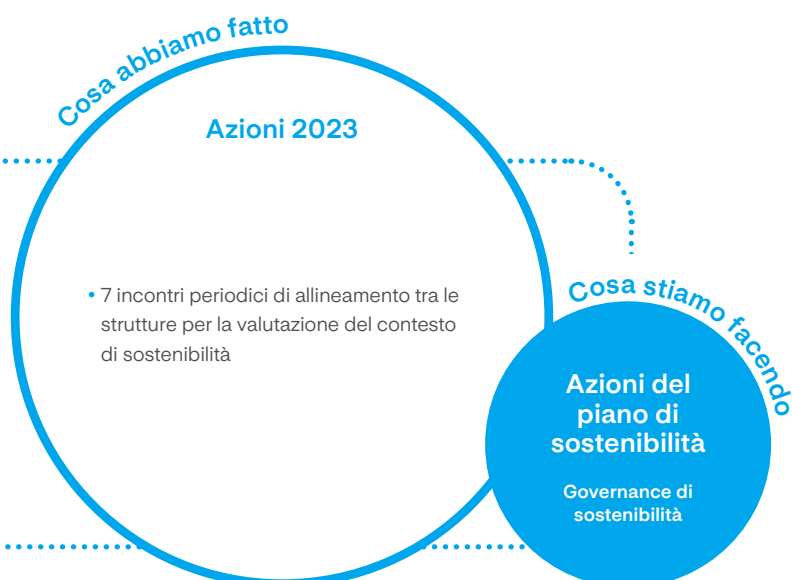 Cosa abbiamo fatto
Azioni 2023
• 7 incontri periodici di allineamento tra le
strutture per la valutazione del contesto
di sostenibilità
Cosa stiamo facendo
Azioni del
piano di
sostenibilità
Governance di
sostenibilità